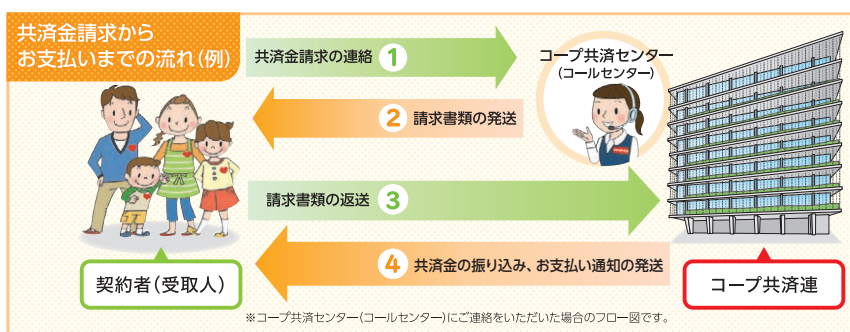 共済金請求から
お支払いまでの流れ(例)
共済金請求の連絡 1
コープ共済センター
(コールセンター)
2 請求書類の発送
請求書類の返送 3
4 共済金の振り込み、お支払い通知の発送
契約者(受取人)
コープ共済連
※コープ共済センター(コールセンター)にご連絡をいただいた場合のフロー図です。